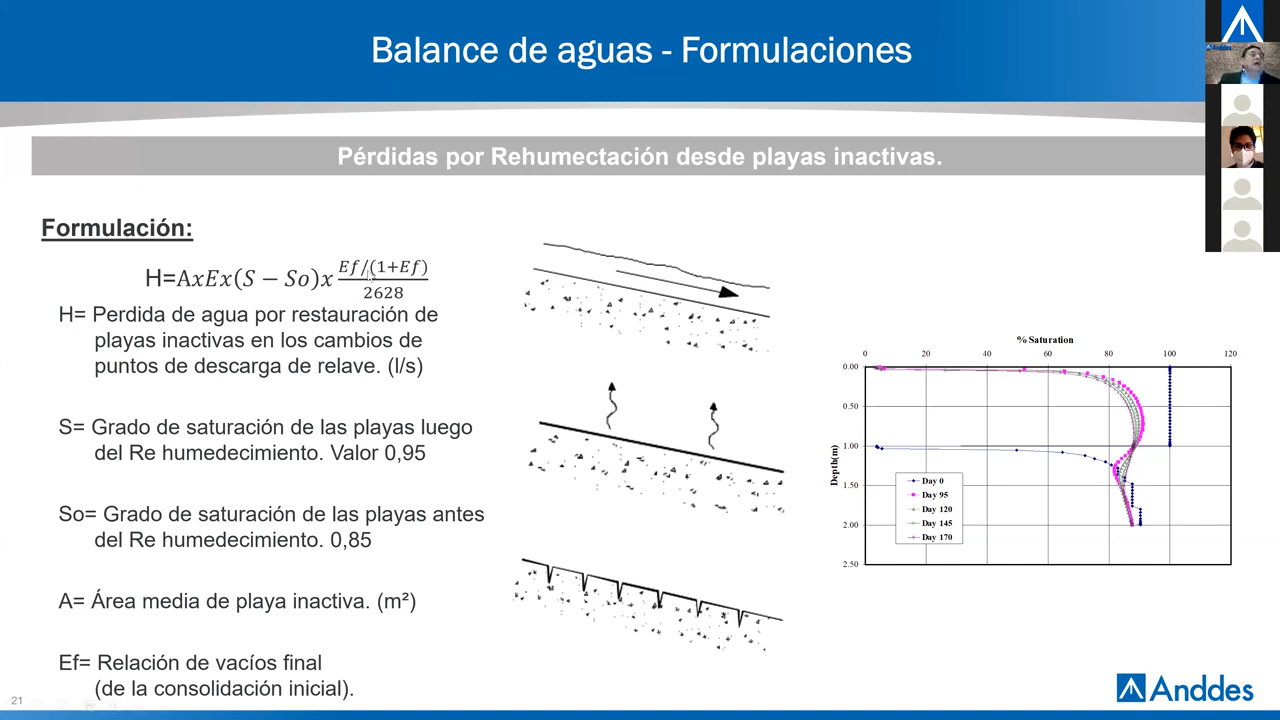 Balance de aguas - Formulaciones
Anddes
Pérdidas por Rehumectación desde playas inactivas.
Formulación:
H=AxEx(S − So)x Ef/(1+Ef)
2628
H= Perdida de agua por restauración de
playas inactivas en los cambios de
puntos de descarga de relave. (l/s)
S= Grado de saturación de las playas luego
del Re humedecimiento. Valor 0,95
So= Grado de saturación de las playas antes
del Re humedecimiento. 0,85
A= Área media de playa inactiva. (m²)
Ef= Relación de vacíos final
(de la consolidación inicial).
% Saturation
0 20 40 60 80 100 120
0.00
0.50
1.00
1.50
2.00
2.50
Depth(m)
Day 0
Day 95
Day 120
Day 145
Day 170
21
Anddes